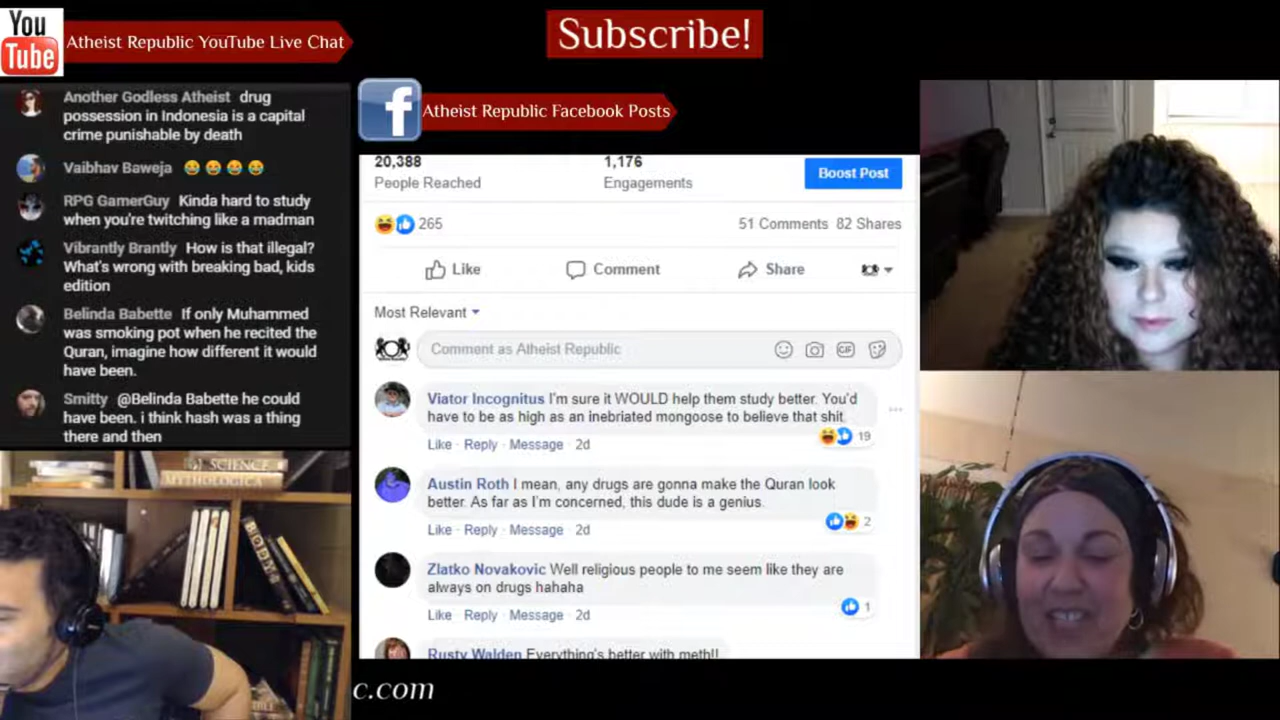 You
Tube
Atheist Republic YouTube Live Chat
Subscribe!
Another Godless Atheist drug
possession in Indonesia is a capital
crime punishable by death
Vaibhav Baweja 😂 😂 😂 😂
RPG GamerGuy Kinda hard to study
when you're twitching like a madman
Vibrantly Brantly How is that illegal?
What's wrong with breaking bad, kids
edition
Belinda Babette If only Muhammed
was smoking pot when he recited the
Quran, imagine how different it would
have been.
Smitty @Belinda Babette he could
have been. i think hash was a thing
there and then
f
Atheist Republic Facebook Posts
20,388
People Reached
1,176
Engagements
Boost Post
265
51 Comments 82 Shares
Like
Comment
Share
Most Relevant
Comment as Atheist Republic
GIF
Viator Incognitus I'm sure it WOULD help them study better. You'd
have to be as high as an inebriated mongoose to believe that shit.
19
Like · Reply · Message · 2d
Austin Roth I mean, any drugs are gonna make the Quran look
better. As far as I'm concerned, this dude is a genius.
2
Like · Reply · Message · 2d
Zlatko Novakovic Well religious people to me seem like they are
always on drugs hahaha
1
Like · Reply · Message · 2d
Rusty Walden Everything's better with meth!!
SCIENCE
MYTHOLOGICA
BODY
c.com